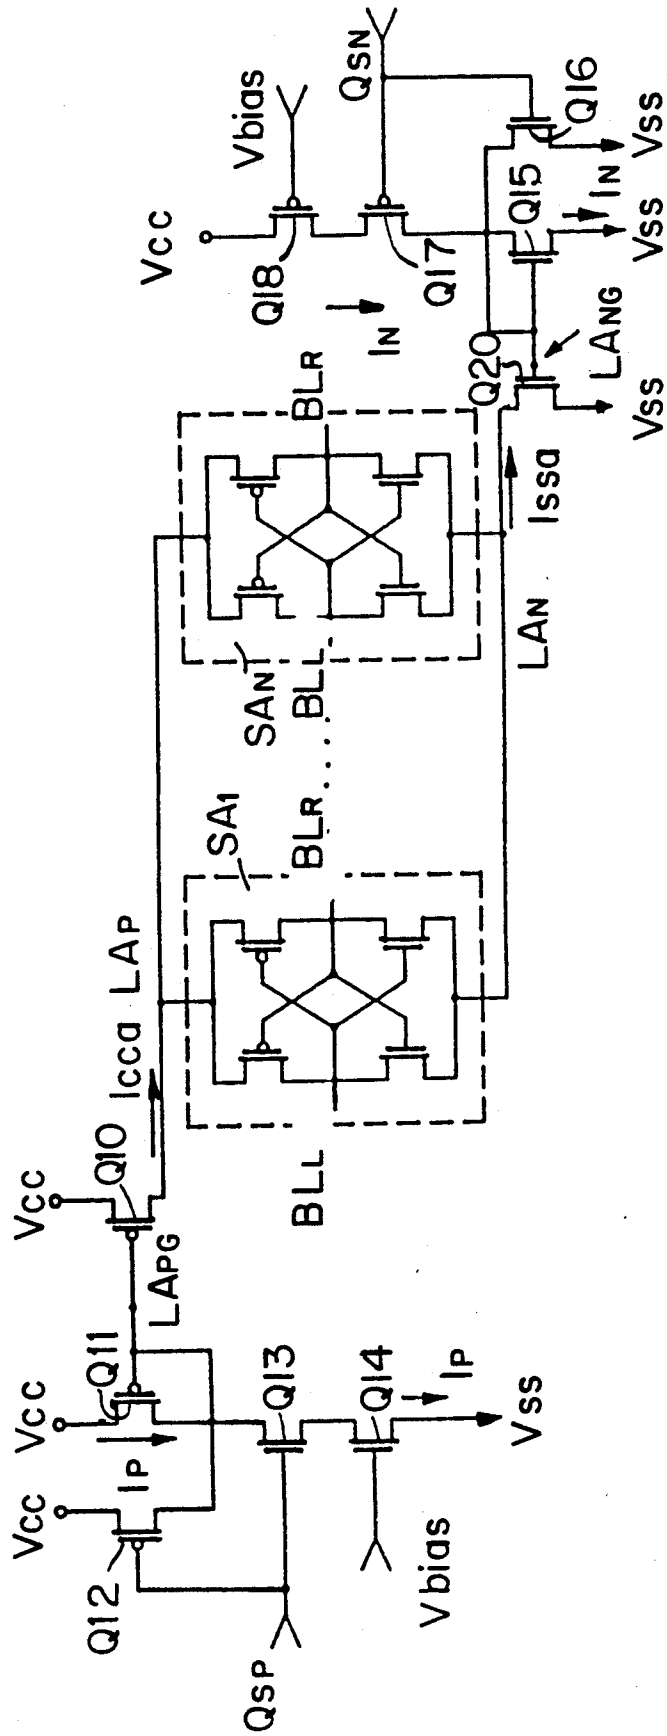 Vcc
Vbias
QSN
Q18
Q17
Q16
IN
Q15
IN
Q20
LANG
Vss
Vss
Vss
BLR
SAN
BLL
Issa
LAN
. . . . .
SA1
BLR
BLL
Icca
LAP
Vcc
Q10
LAPG
Vcc
Q11
IP
Vcc
Q12
Q13
Q14
IP
Vss
QSP
Vbias